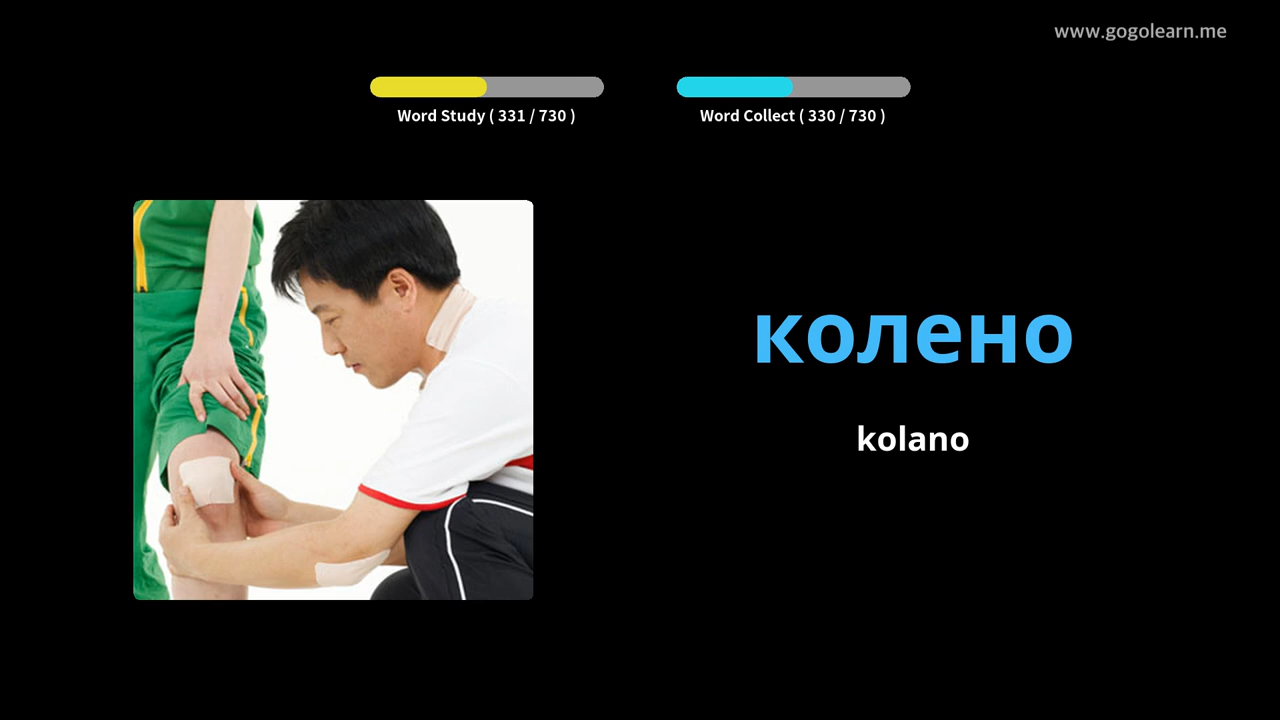 www.gogolearn.me
Word Study ( 331 / 730 )
Word Collect ( 330 / 730 )
колено
kolano